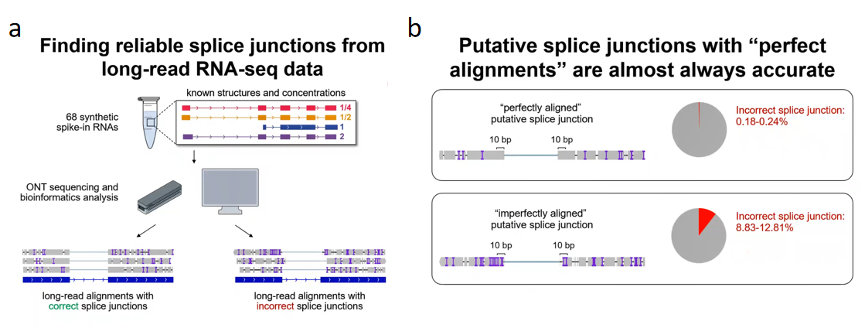 a
Finding reliable splice junctions from
long-read RNA-seq data
known structures and concentrations
68 synthetic
spike-in RNAs
1/4
1/2
1
2
ONT sequencing and
bioinformatics analysis
long-read alignments with
correct splice junctions
long-read alignments with
incorrect splice junctions
b
Putative splice junctions with “perfect
alignments” are almost always accurate
“perfectly aligned”
putative splice junction
10 bp
10 bp
Incorrect splice junction:
0.18-0.24%
“imperfectly aligned”
putative splice junction
10 bp
10 bp
Incorrect splice junction:
8.83-12.81%